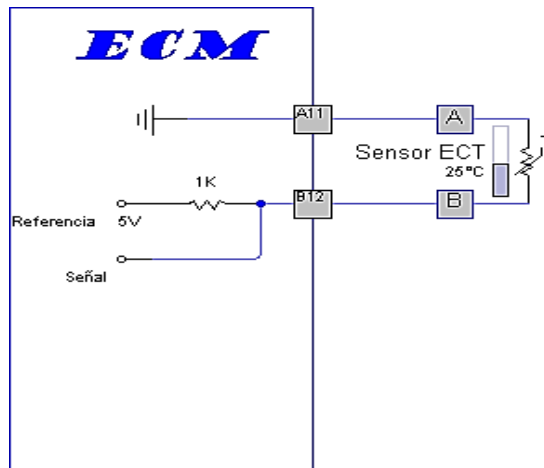 ECM
A11
A
Sensor ECT
25°C
1K
B12
B
Referencia
5V
Señal